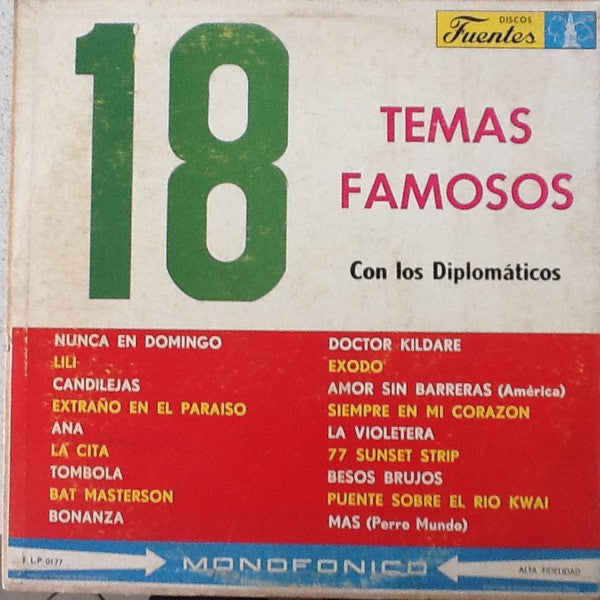 18
DISCOS
Fuentes
TEMAS
FAMOSOS
Con los Diplomáticos
NUNCA EN DOMINGO
LILI
CANDILEJAS
EXTRAÑO EN EL PARAISO
ANA
LA CITA
TOMBOLA
BAT MASTERSON
BONANZA
DOCTOR KILDARE
EXODO
AMOR SIN BARRERAS (América)
SIEMPRE EN MI CORAZON
LA VIOLETERA
77 SUNSET STRIP
BESOS BRUJOS
PUENTE SOBRE EL RIO KWAI
MAS (Perro Mundo)
F. L. P 0177
MONOFONICO
ALTA FIDELIDAD